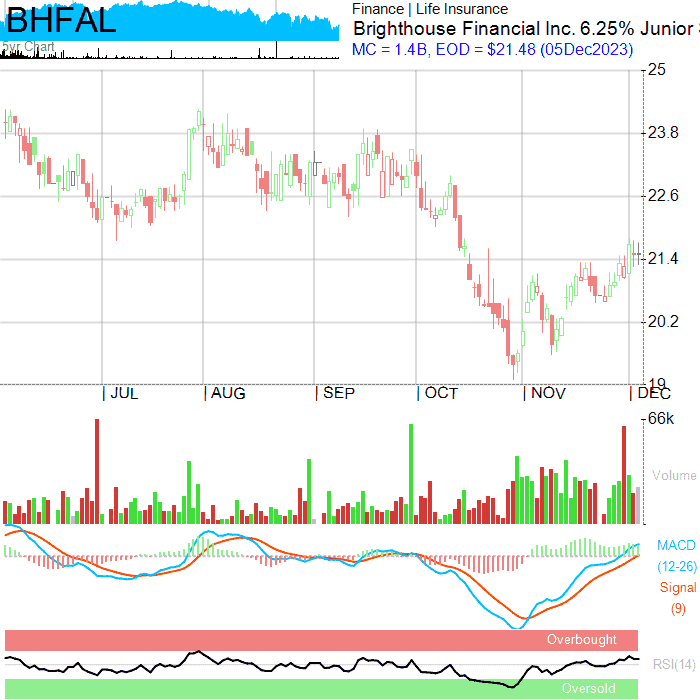 BHFAL
5yr Chart
Finance | Life Insurance
Brighthouse Financial Inc. 6.25% Junior
MC = 1.4B, EOD = $21.48 (05Dec2023)
25
23.8
22.6
21.4
20.2
19
| JUL | AUG | SEP | OCT | NOV | DEC
66k
Volume
MACD
(12-26)
Signal
(9)
Overbought
RSI(14)
Oversold